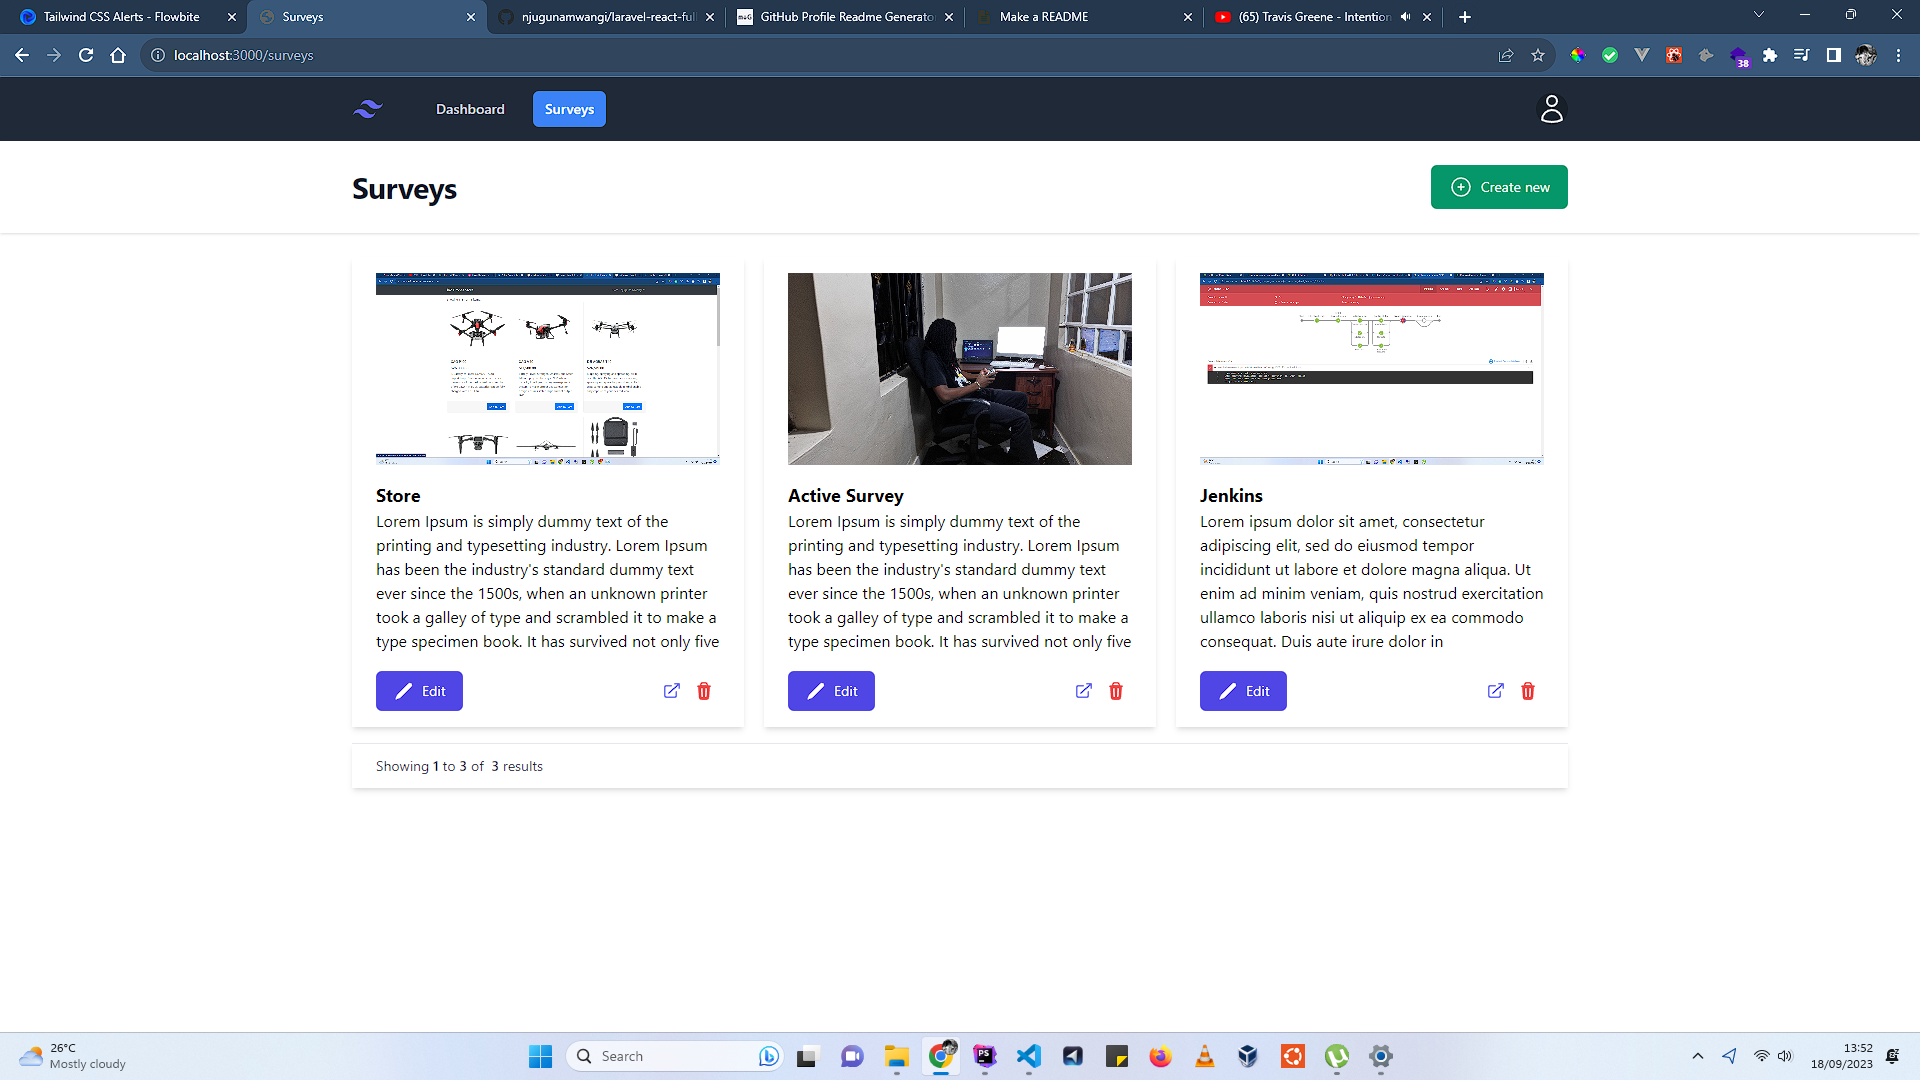 Tailwind CSS Alerts - Flowbite
Surveys
njugunamwangi/laravel-react-full
GitHub Profile Readme Generator
Make a README
(65) Travis Greene - Intention
localhost:3000/surveys
38
Dashboard
Surveys
Surveys
Create new
Store
Lorem Ipsum is simply dummy text of the
printing and typesetting industry. Lorem Ipsum
has been the industry's standard dummy text
ever since the 1500s, when an unknown printer
took a galley of type and scrambled it to make a
type specimen book. It has survived not only five
Edit
Active Survey
Lorem Ipsum is simply dummy text of the
printing and typesetting industry. Lorem Ipsum
has been the industry's standard dummy text
ever since the 1500s, when an unknown printer
took a galley of type and scrambled it to make a
type specimen book. It has survived not only five
Edit
Jenkins
Lorem ipsum dolor sit amet, consectetur
adipiscing elit, sed do eiusmod tempor
incididunt ut labore et dolore magna aliqua. Ut
enim ad minim veniam, quis nostrud exercitation
ullamco laboris nisi ut aliquip ex ea commodo
consequat. Duis aute irure dolor in
Edit
Showing 1 to 3 of 3 results
26°C
Mostly cloudy
Search
PS
13:52
18/09/2023